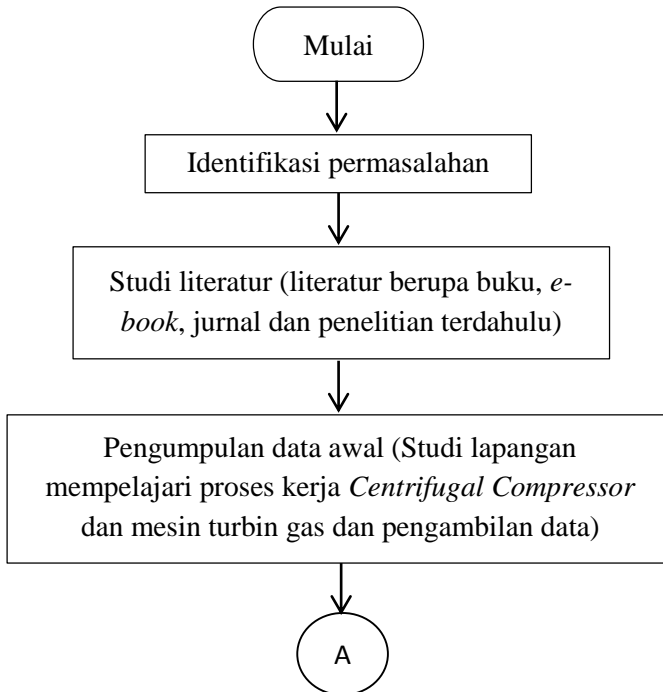 Mulai
Identifikasi permasalahan
Studi literatur (literatur berupa buku, e-
book, jurnal dan penelitian terdahulu)
Pengumpulan data awal (Studi lapangan
mempelajari proses kerja Centrifugal Compressor
dan mesin turbin gas dan pengambilan data)
A